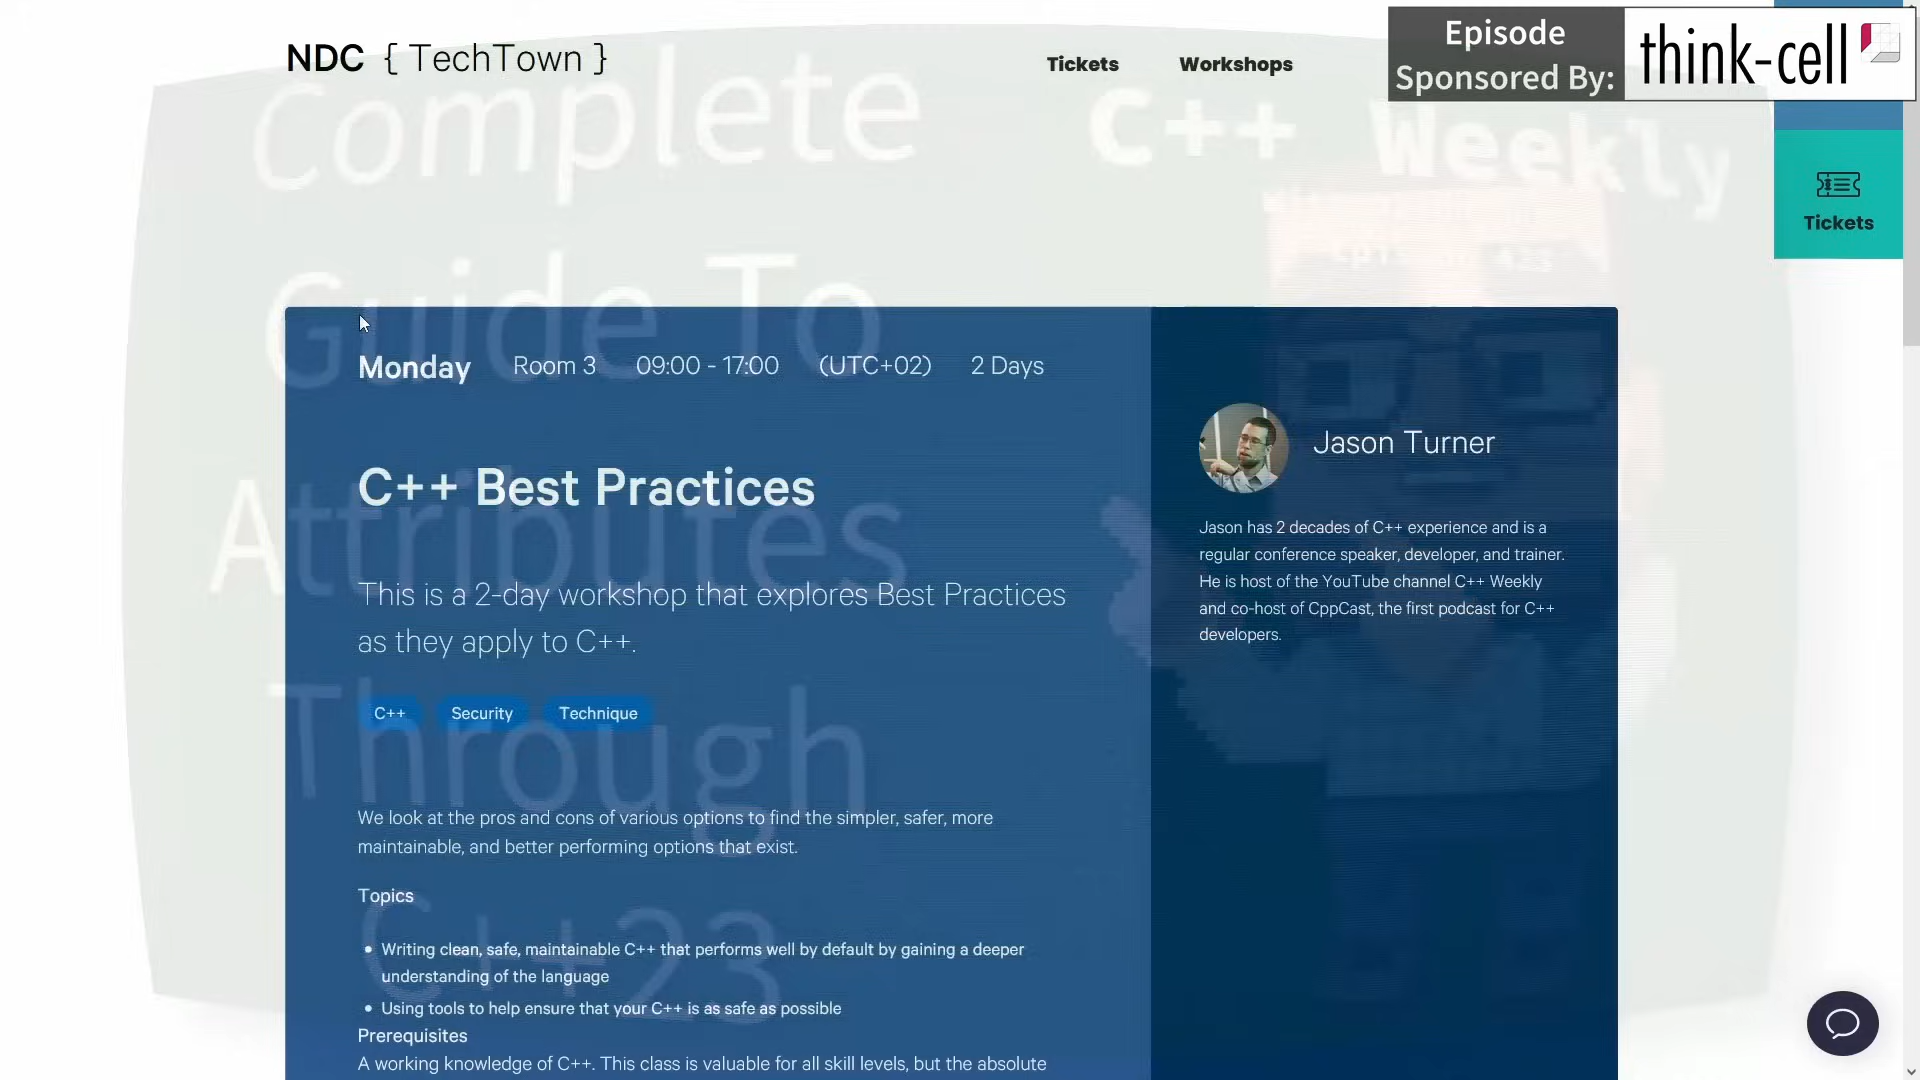 NDC { TechTown }
Tickets
Workshops
Episode
Sponsored By:
think-cell
Complete
Guide To
Attributes
Through
C++23
C++ Weekly
Tickets
Monday
Room 3
09:00 - 17:00
(UTC+02)
2 Days
C++ Best Practices
This is a 2-day workshop that explores Best Practices
as they apply to C++.
C++
Security
Technique
We look at the pros and cons of various options to find the simpler, safer, more
maintainable, and better performing options that exist.
Topics
Writing clean, safe, maintainable C++ that performs well by default by gaining a deeper
understanding of the language
Using tools to help ensure that your C++ is as safe as possible
Prerequisites
A working knowledge of C++. This class is valuable for all skill levels, but the absolute
Jason Turner
Jason has 2 decades of C++ experience and is a
regular conference speaker, developer, and trainer.
He is host of the YouTube channel C++ Weekly
and co-host of CppCast, the first podcast for C++
developers.